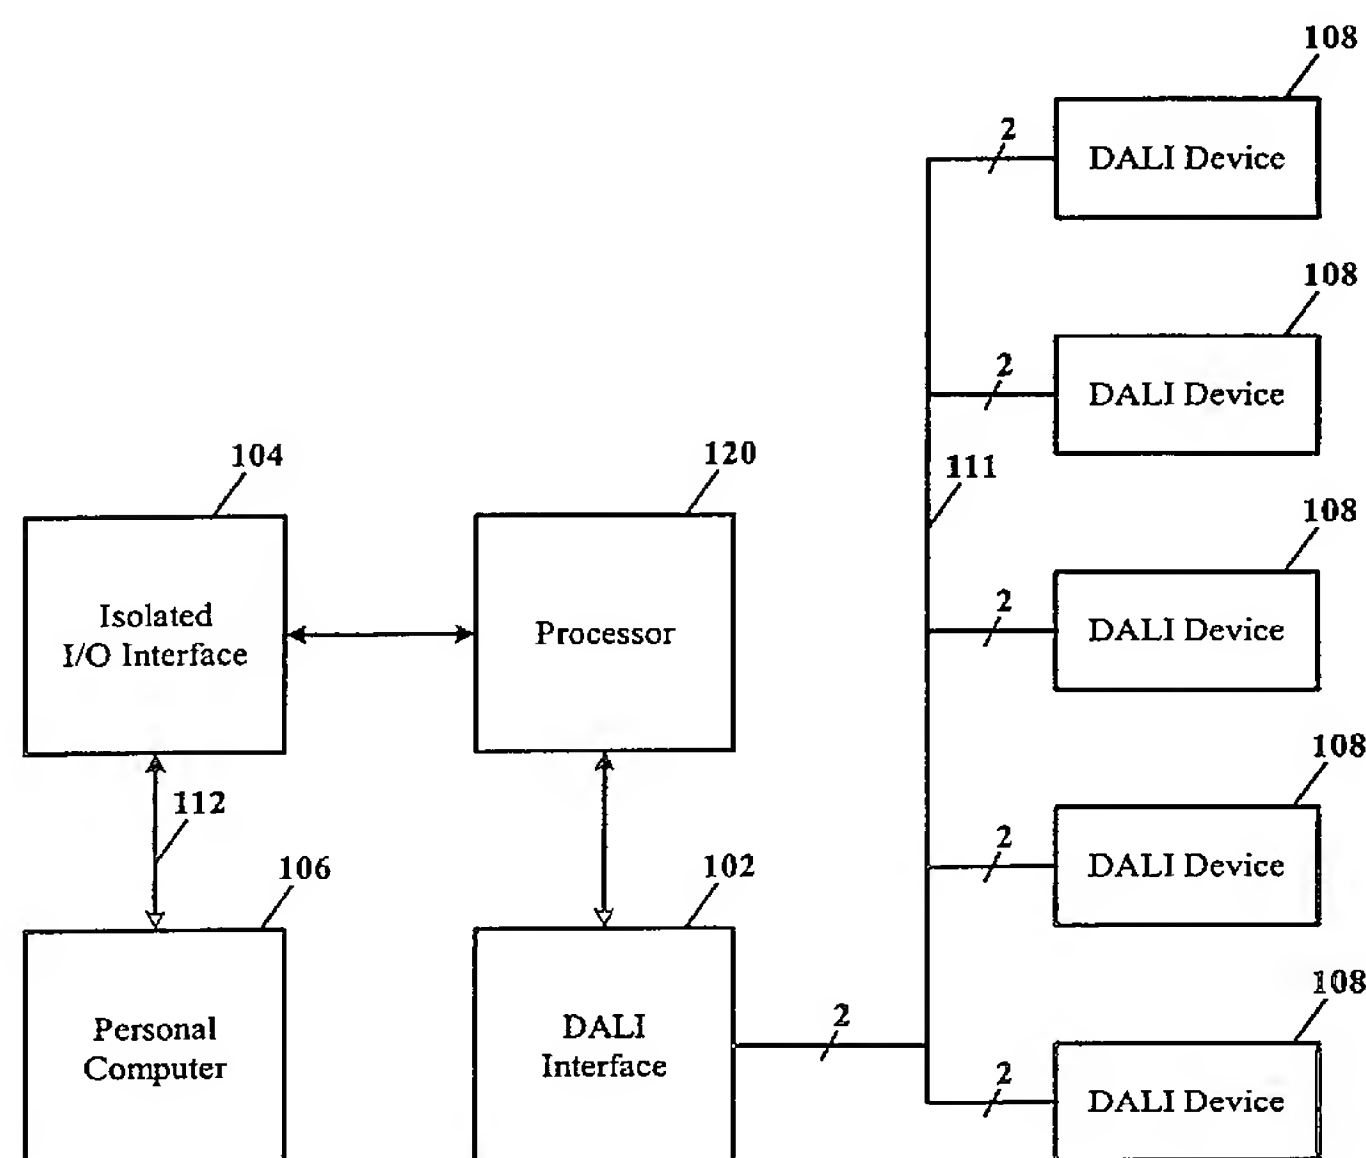 108
2
DALI Device
108
2
DALI Device
104
120
111
108
Isolated
I/O Interface
Processor
2
DALI Device
112
108
2
DALI Device
106
102
108
Personal
Computer
DALI
Interface
2
2
DALI Device